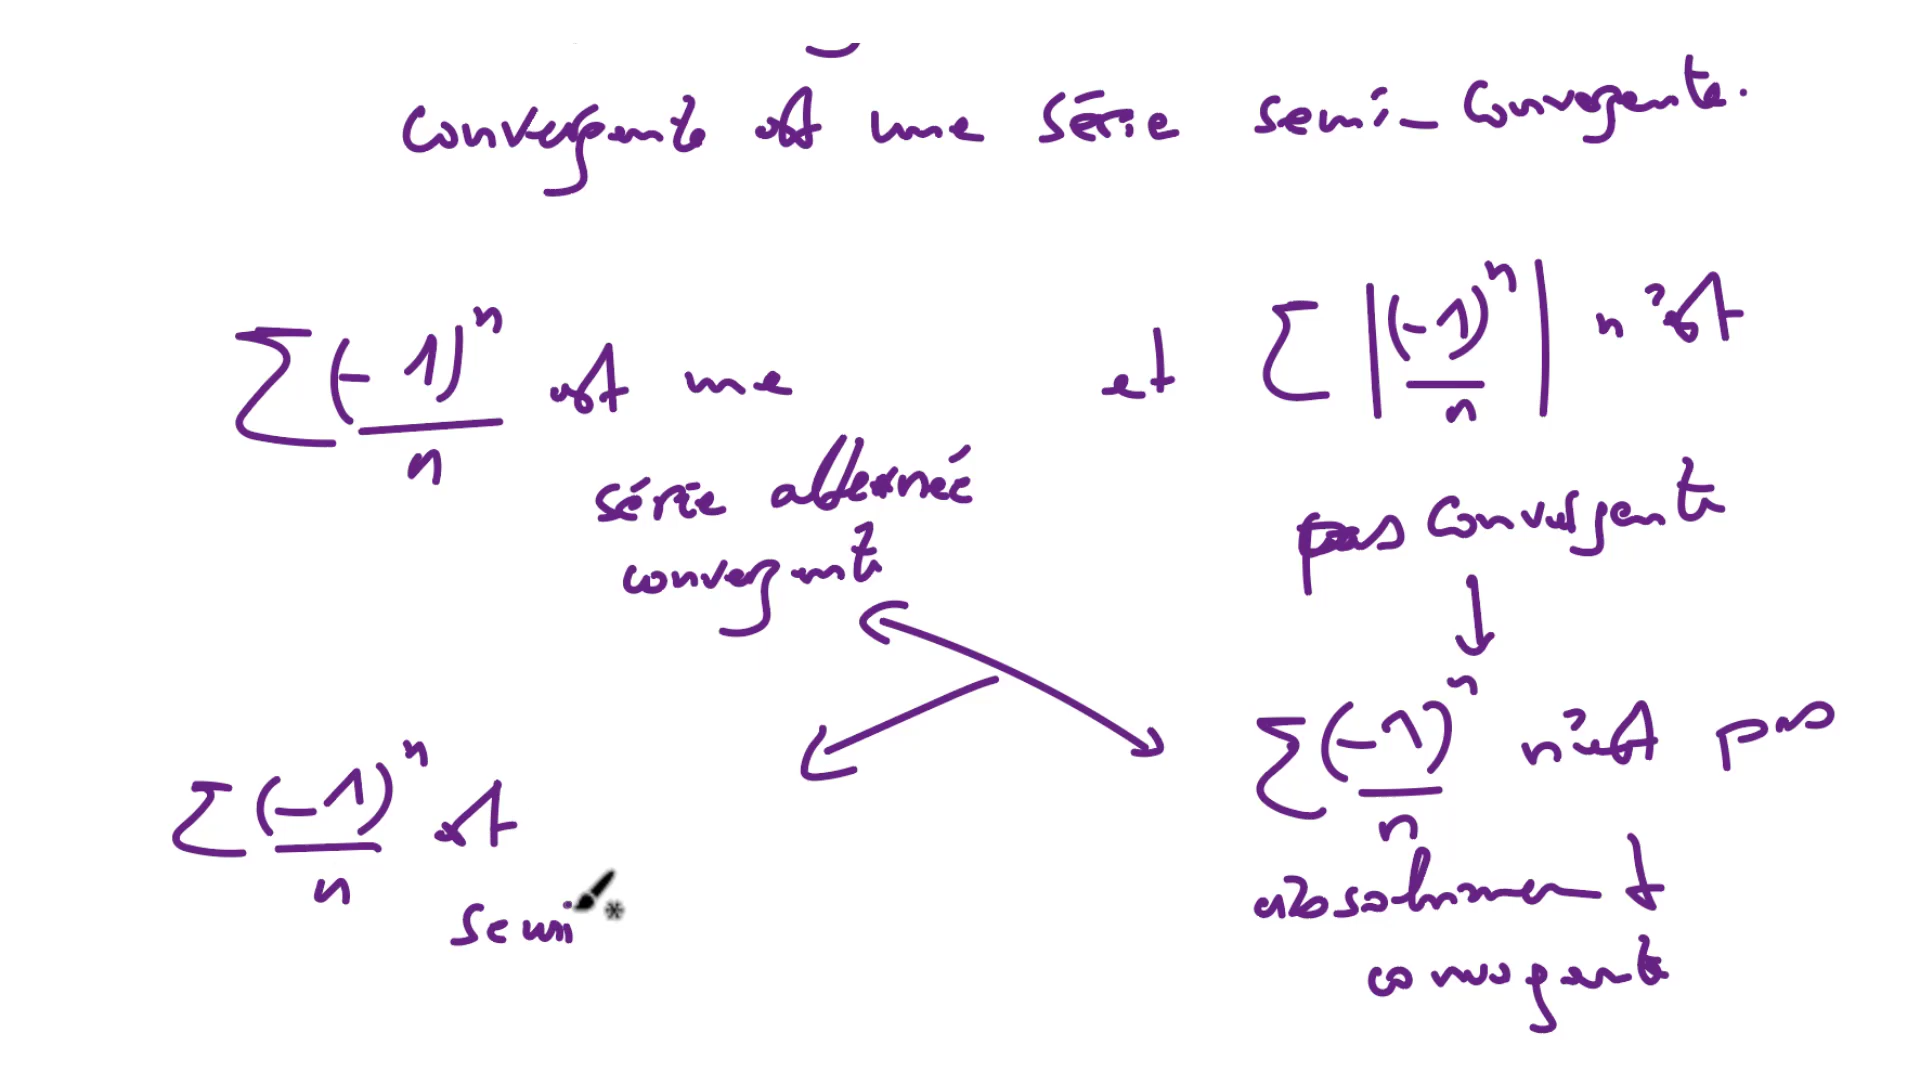 convergente est une série semi-convergente.
∑ (-1)^n / n est une
série alternée
convergente
et ∑ |(-1)^n / n| n'est
pas convergente
∑ (-1)^n / n n'est pas
absolument
convergente
∑ (-1)^n / n est
semi